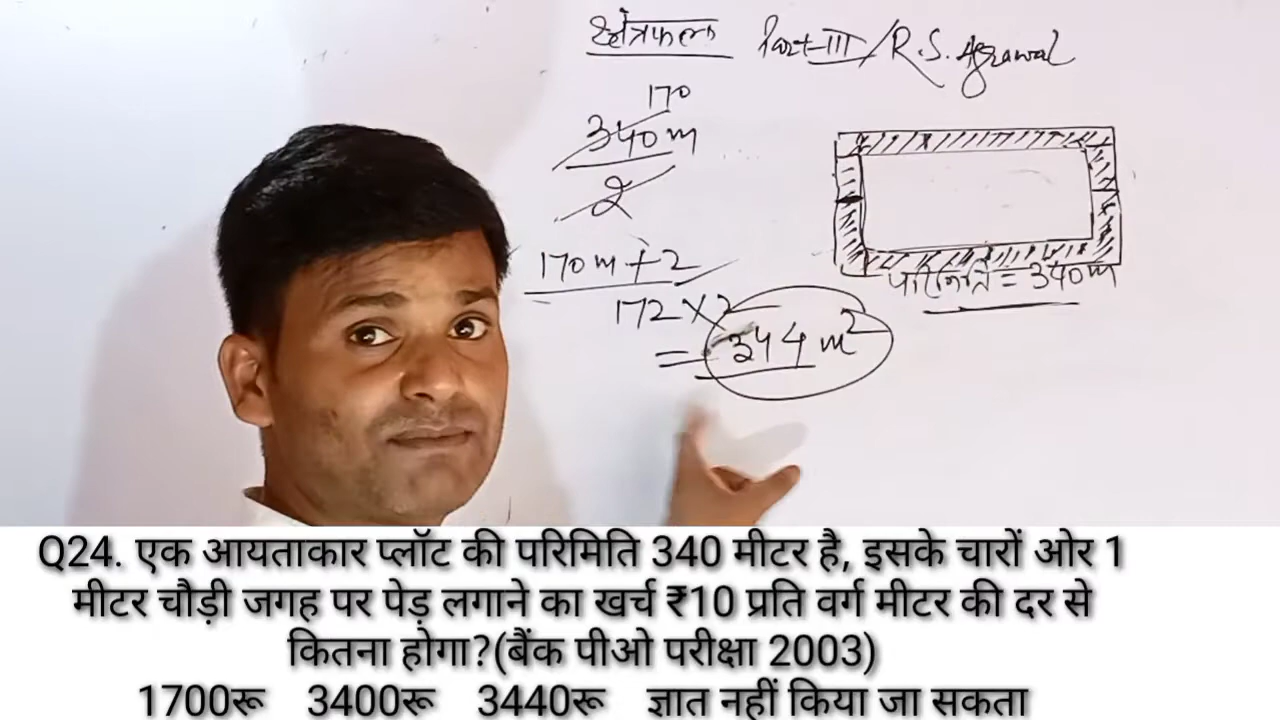 क्षेत्रफल Part-III / R.S. Agrawal
170
340m
2
170m + 2
172 × 2
= 344 m²
परिमिति = 340m
Q24. एक आयताकार प्लॉट की परिमिति 340 मीटर है, इसके चारों ओर 1
मीटर चौड़ी जगह पर पेड़ लगाने का खर्च ₹10 प्रति वर्ग मीटर की दर से
कितना होगा?(बैंक पीओ परीक्षा 2003)
1700रू 3400रू 3440रू ज्ञात नहीं किया जा सकता